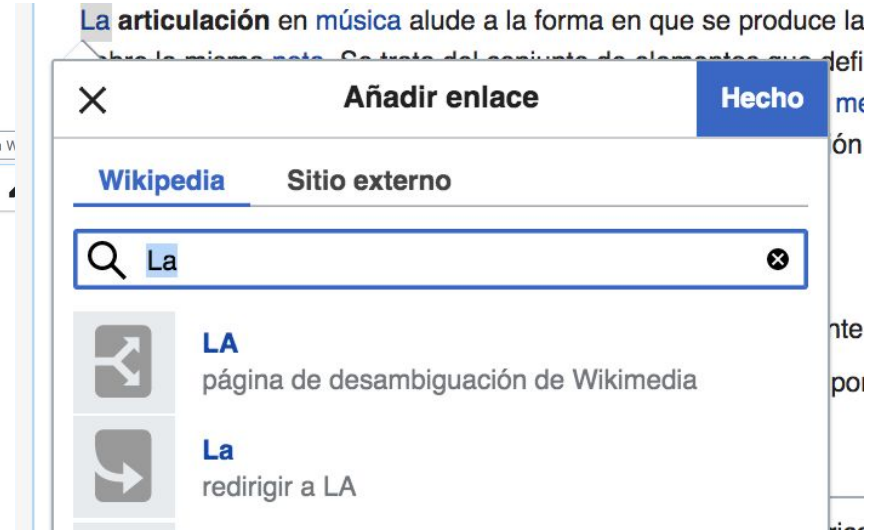 La articulación en música alude a la forma en que se produce la
Añadir enlace
Hecho
Wikipedia
Sitio externo
La
LA
página de desambiguación de Wikimedia
La
redirigir a LA